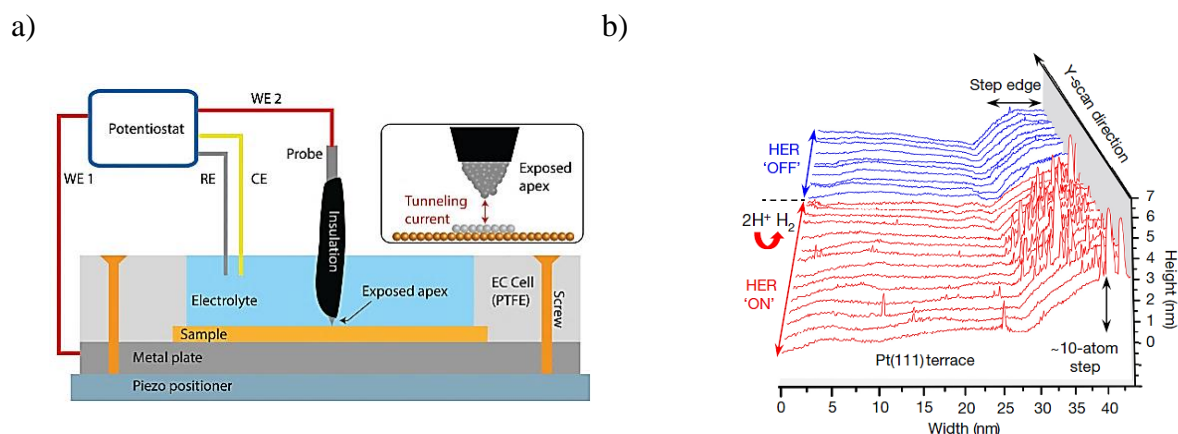 a)
WE 2
Potentiostat
Probe
WE 1
RE
CE
Insulation
Exposed
apex
Tunneling
current
Electrolyte
Exposed apex
EC Cell
(PTFE)
Screw
Sample
Metal plate
Piezo positioner
b)
Step edge
Y-scan direction
HER
'OFF'
2H⁺ H₂
HER
'ON'
7
6
5
4
3
2
1
0
Height (nm)
~10-atom
step
Pt(111) terrace
0 5 10 15 20 25 30 35 40
Width (nm)